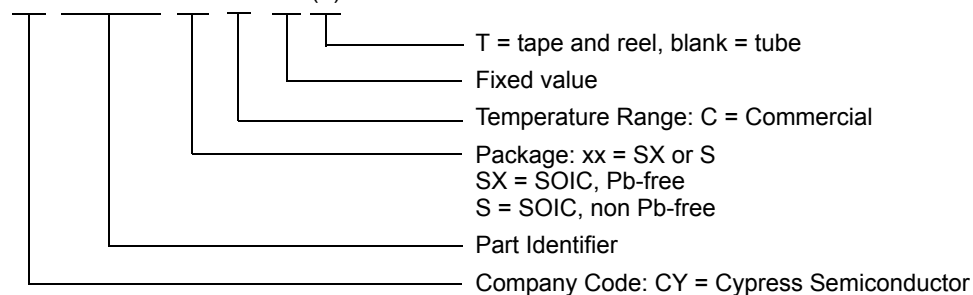 T = tape and reel, blank = tube
Fixed value
Temperature Range: C = Commercial
Package: xx = SX or S
SX = SOIC, Pb-free
S = SOIC, non Pb-free
Part Identifier
Company Code: CY = Cypress Semiconductor